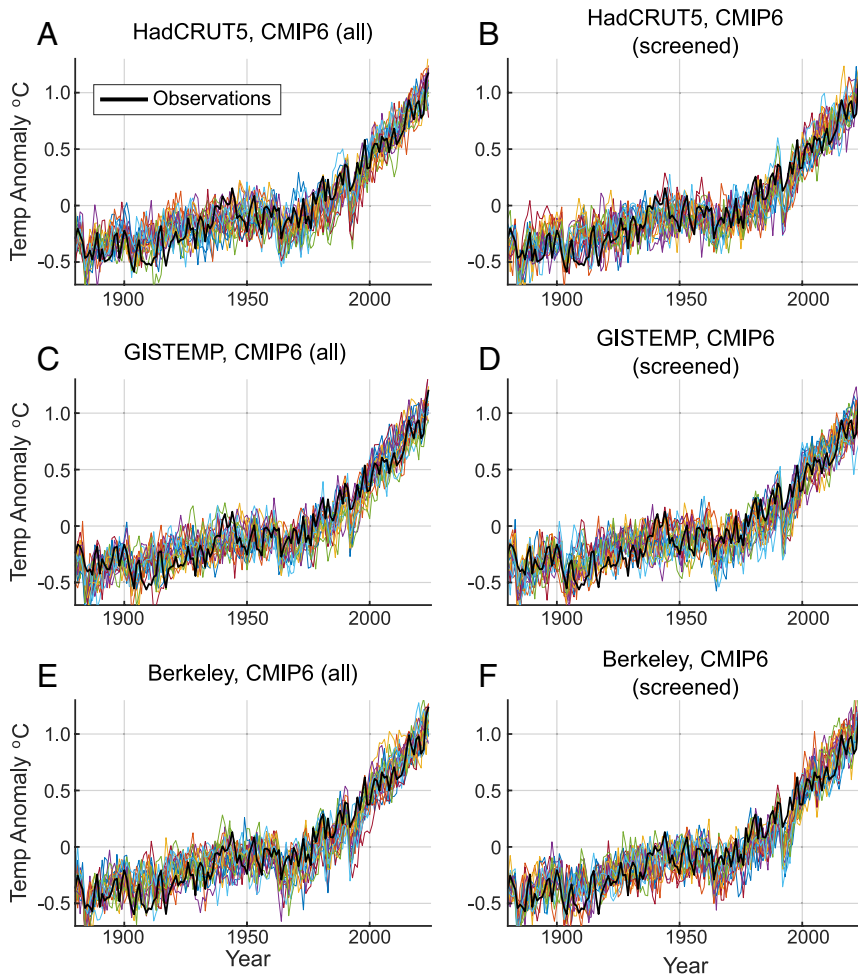 A
HadCRUT5, CMIP6 (all)
B
HadCRUT5, CMIP6
(screened)
Temp Anomaly °C
1.0
0.5
0
-0.5
Observations
1900
1950
2000
1.0
0.5
0
-0.5
1900
1950
2000
C
GISTEMP, CMIP6 (all)
D
GISTEMP, CMIP6
(screened)
Temp Anomaly °C
1.0
0.5
0
-0.5
1900
1950
2000
1.0
0.5
0
-0.5
1900
1950
2000
E
Berkeley, CMIP6 (all)
F
Berkeley, CMIP6
(screened)
Temp Anomaly °C
1.0
0.5
0
-0.5
1900
1950
2000
Year
1.0
0.5
0
-0.5
1900
1950
2000
Year